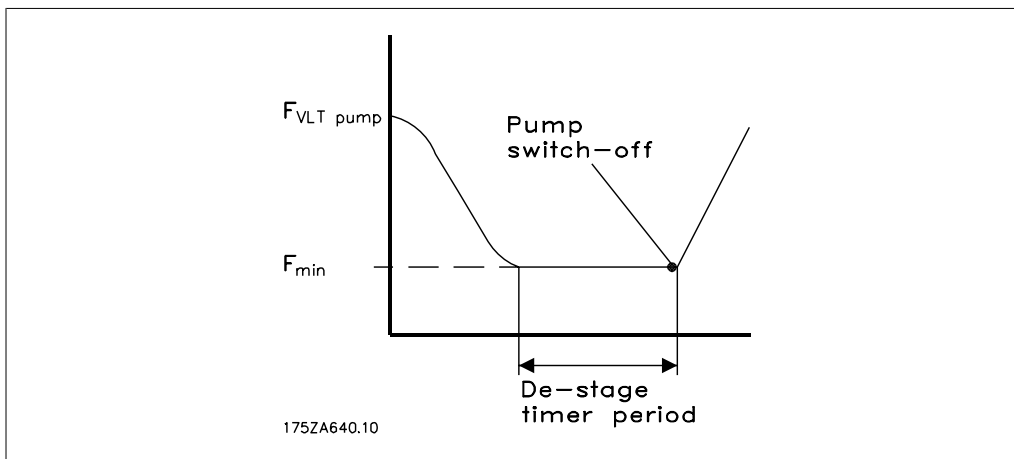 F_VLT pump
Pump
switch-off
F_min
De-stage
timer period
175ZA640.10